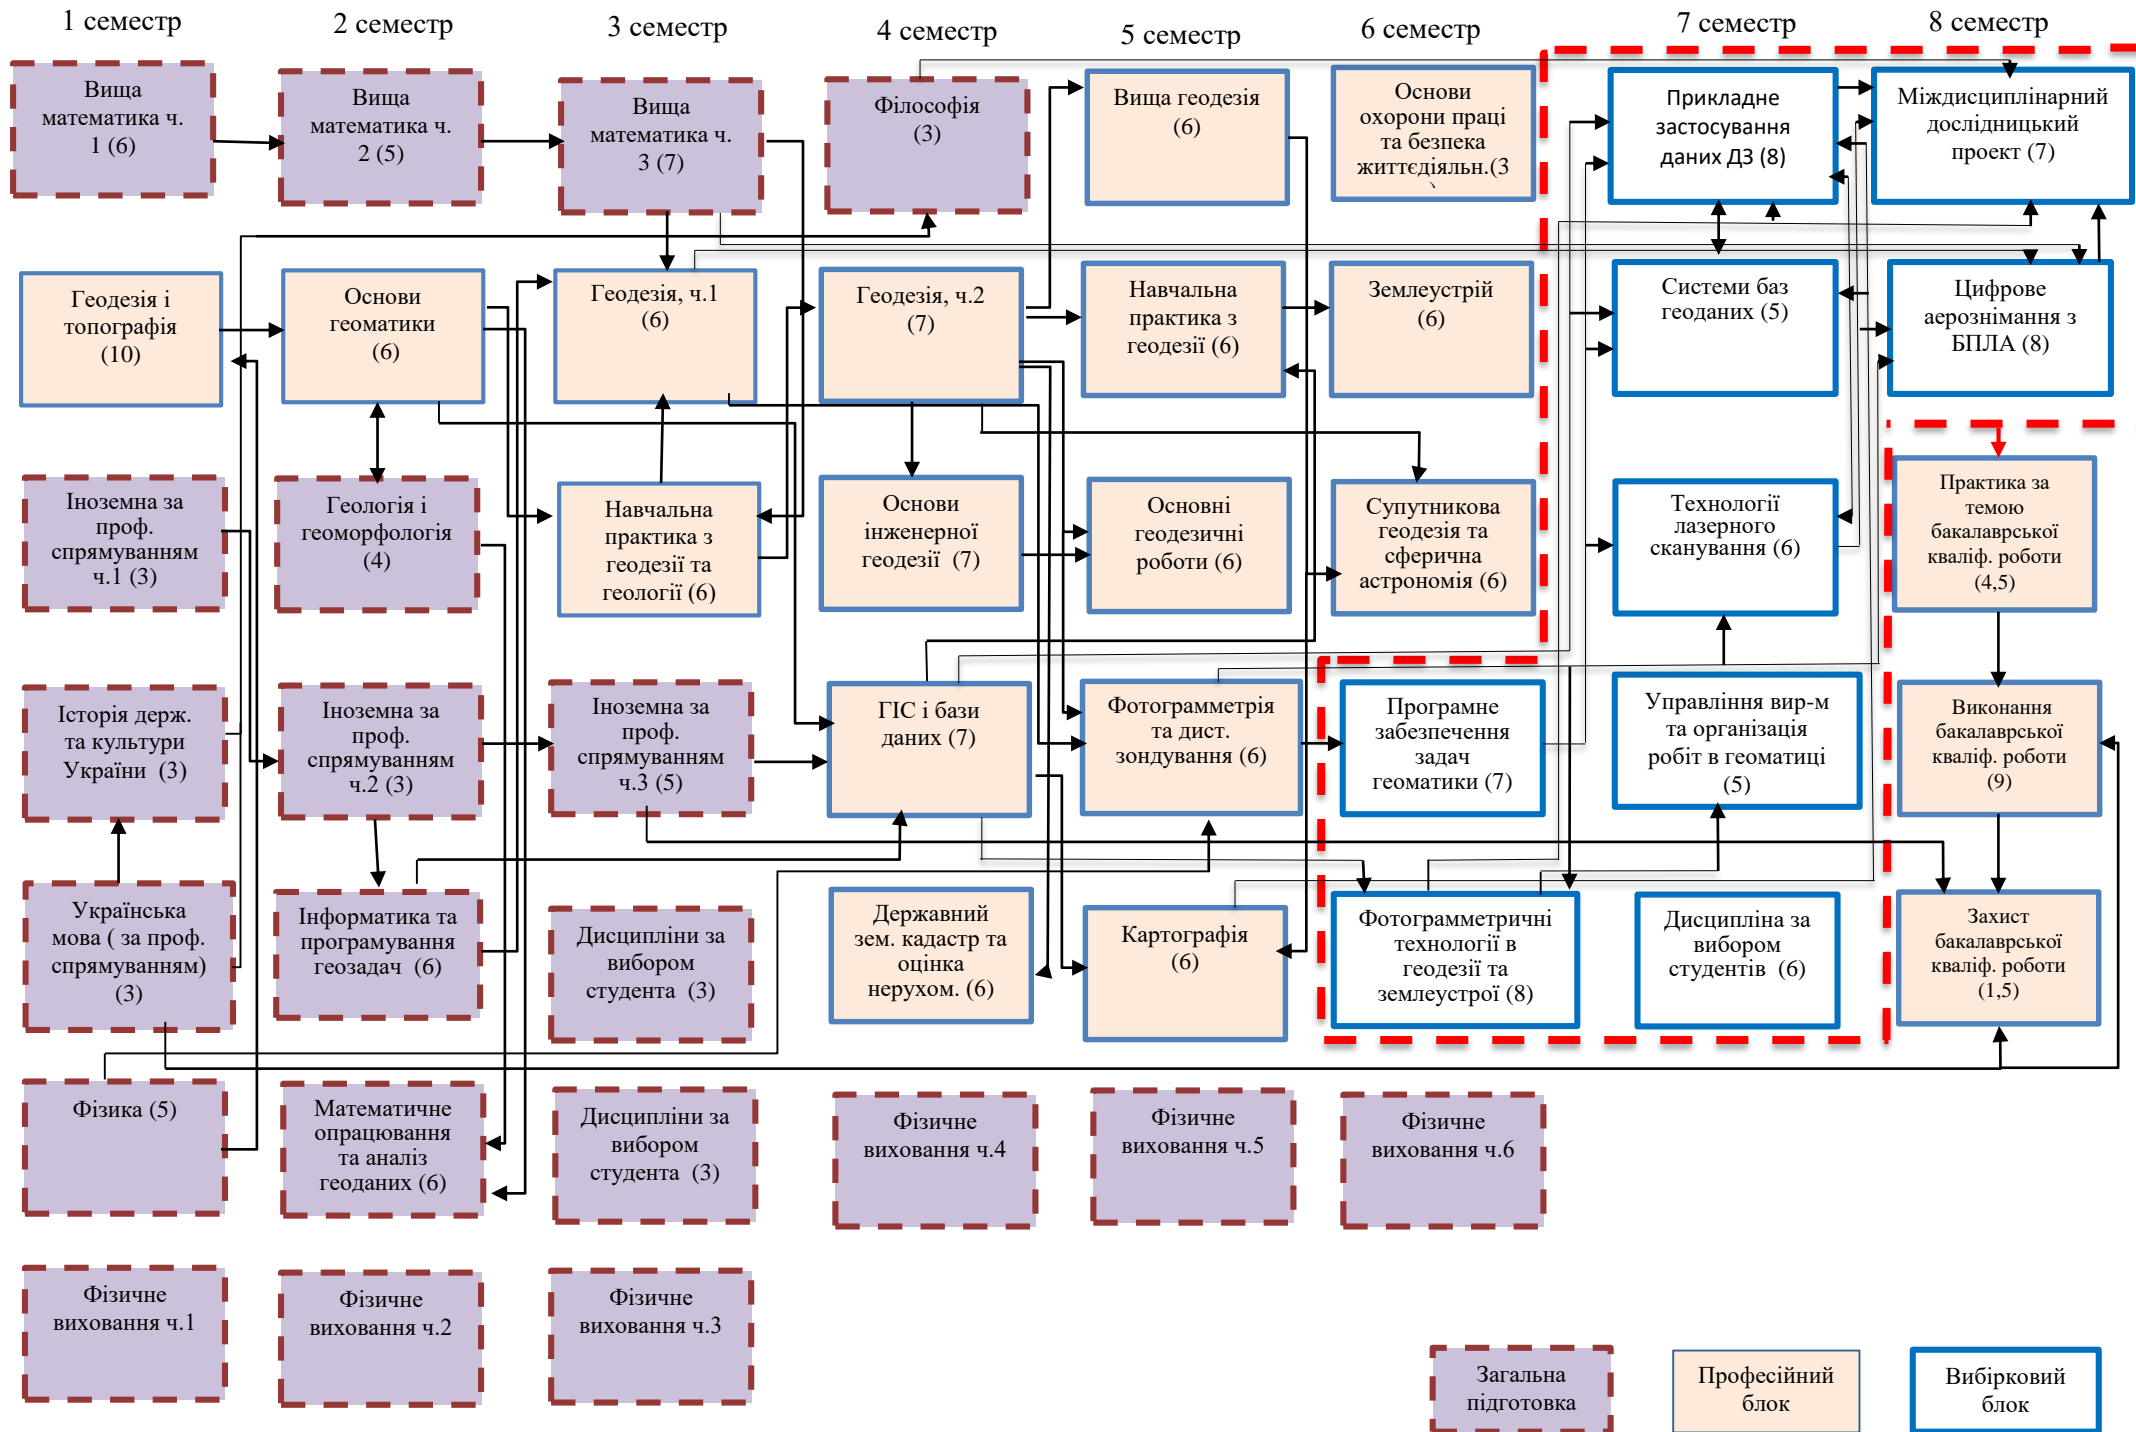 1 семестр
2 семестр
3 семестр
4 семестр
5 семестр
6 семестр
7 семестр
8 семестр
Вища
математика ч.
1 (6)
Вища
математика ч.
2 (5)
Вища
математика ч.
3 (7)
Філософія
(3)
Вища геодезія
(6)
Основи
охорони праці
та безпека
життєдіяльн.(3
)
Прикладне
застосування
даних ДЗ (8)
Міждисциплінарний
дослідницький
проект (7)
Геодезія і
топографія
(10)
Основи
геоматики
(6)
Геодезія, ч.1
(6)
Геодезія, ч.2
(7)
Навчальна
практика з
геодезії (6)
Землеустрій
(6)
Системи баз
геоданих (5)
Цифрове
аерознімання з
БПЛА (8)
Іноземна за
проф.
спрямуванням
ч.1 (3)
Геологія і
геоморфологія
(4)
Навчальна
практика з
геодезії та
геології (6)
Основи
інженерної
геодезії (7)
Основні
геодезичні
роботи (6)
Супутникова
геодезія та
сферична
астрономія (6)
Технології
лазерного
сканування (6)
Практика за
темою
бакалаврської
кваліф. роботи
(4,5)
Історія держ.
та культури
України (3)
Іноземна за
проф.
спрямуванням
ч.2 (3)
Іноземна за
проф.
спрямуванням
ч.3 (5)
ГІС і бази
даних (7)
Фотограмметрія
та дист.
зондування (6)
Програмне
забезпечення
задач
геоматики (7)
Управління вир-м
та організація
робіт в геоматиці
(5)
Виконання
бакалаврської
кваліф. роботи
(9)
Українська
мова ( за проф.
спрямуванням)
(3)
Інформатика та
програмування
геозадач (6)
Дисципліни за
вибором
студента (3)
Державний
зем. кадастр та
оцінка
нерухом. (6)
Картографія
(6)
Фотограмметричні
технології в
геодезії та
землеустрої (8)
Дисципліна за
вибором
студентів (6)
Захист
бакалаврської
кваліф. роботи
(1,5)
Фізика (5)
Математичне
опрацювання
та аналіз
геоданих (6)
Дисципліни за
вибором
студента (3)
Фізичне
виховання ч.4
Фізичне
виховання ч.5
Фізичне
виховання ч.6
Фізичне
виховання ч.1
Фізичне
виховання ч.2
Фізичне
виховання ч.3
Загальна
підготовка
Професійний
блок
Вибірковий
блок